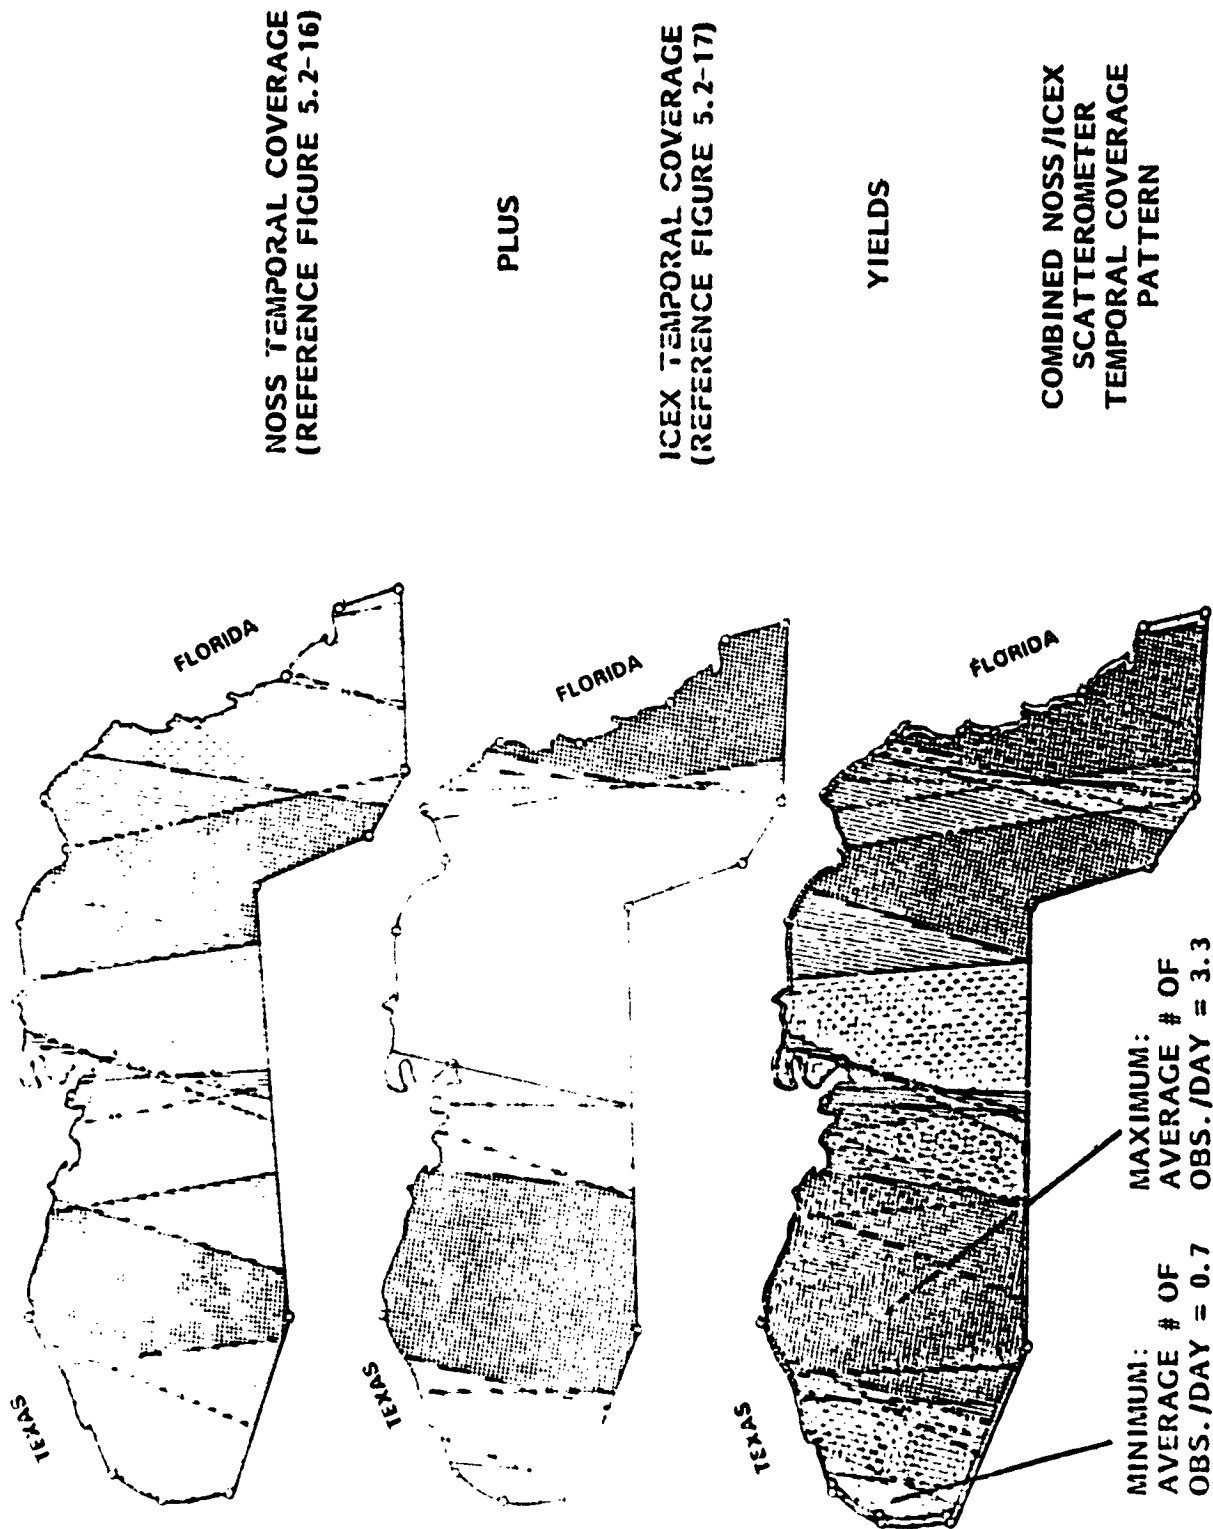 NOSS TEMPORAL COVERAGE
(REFERENCE FIGURE 5.2-16)
TEXAS
FLORIDA
PLUS
ICEX TEMPORAL COVERAGE
(REFERENCE FIGURE 5.2-17)
TEXAS
FLORIDA
YIELDS
COMBINED NOSS/ICEX
SCATTEROMETER
TEMPORAL COVERAGE
PATTERN
TEXAS
FLORIDA
MINIMUM:
AVERAGE # OF
OBS./DAY = 0.7
MAXIMUM:
AVERAGE # OF
OBS./DAY = 3.3